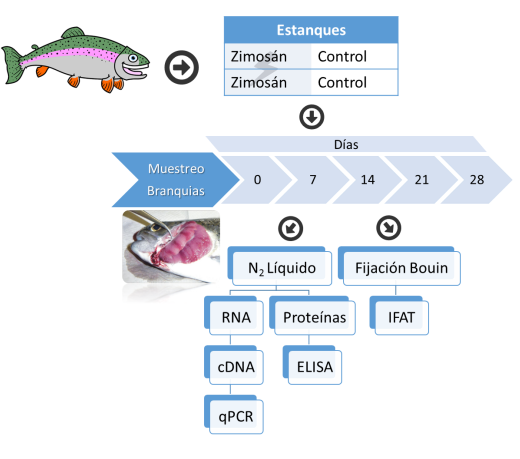 Estanques
Zimosán Control
Zimosán Control
Días
Muestreo
Branquias
0 7 14 21 28
N₂ Líquido Fijación Bouin
RNA Proteínas IFAT
cDNA ELISA
qPCR